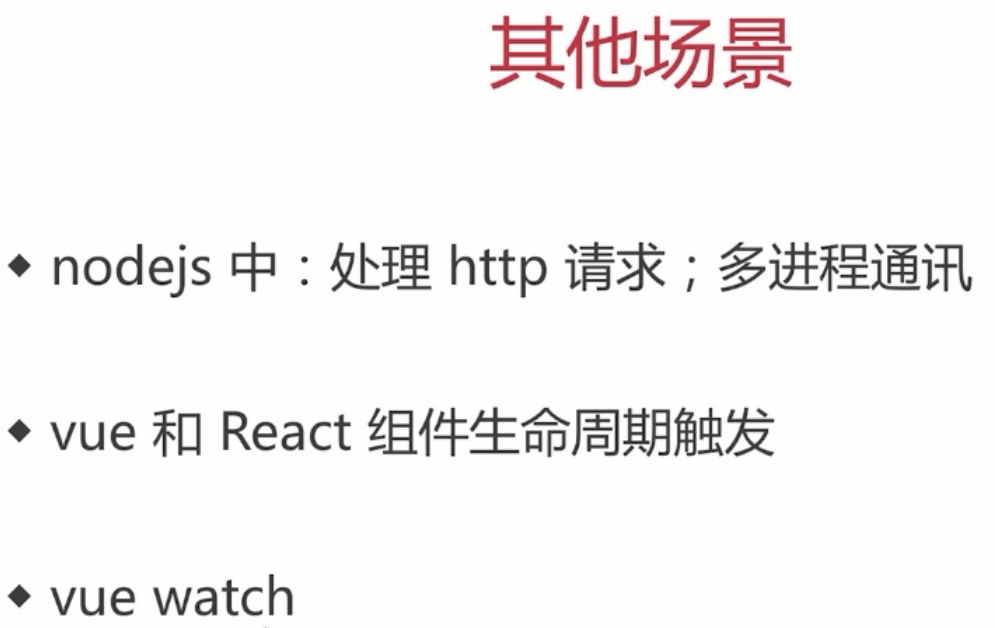 其他场景
◆ nodejs 中：处理 http 请求；多进程通讯
◆ vue 和 React 组件生命周期触发
◆ vue watch